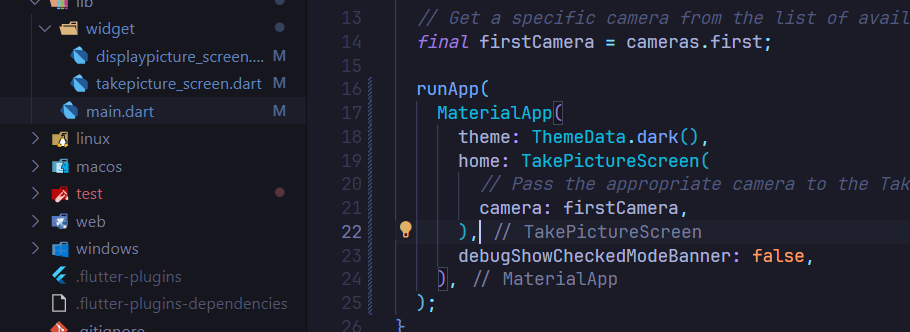 lib
widget
displaypicture_screen....
M
takepicture_screen.dart
M
main.dart
M
linux
macos
test
web
windows
.flutter-plugins
.flutter-plugins-dependencies
.gitignore
13 // Get a specific camera from the list of avail
14 final firstCamera = cameras.first;
15
16 runApp(
17 MaterialApp(
18 theme: ThemeData.dark(),
19 home: TakePictureScreen(
20 // Pass the appropriate camera to the Tak
21 camera: firstCamera,
22 ), // TakePictureScreen
23 debugShowCheckedModeBanner: false,
24 ), // MaterialApp
25 );
26 }